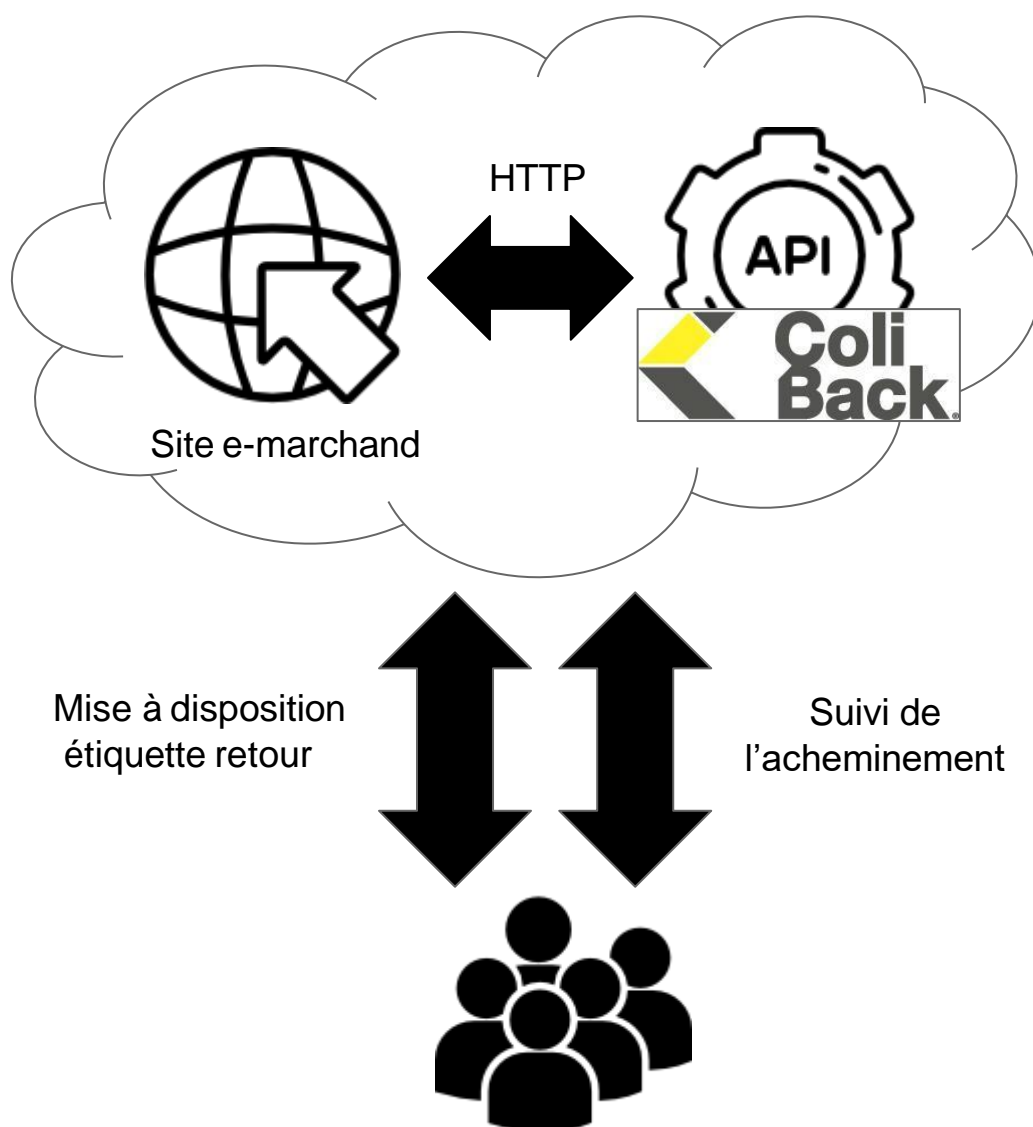 HTTP
API
Coli
Back®
Site e-marchand
Mise à disposition
étiquette retour
Suivi de
l’acheminement